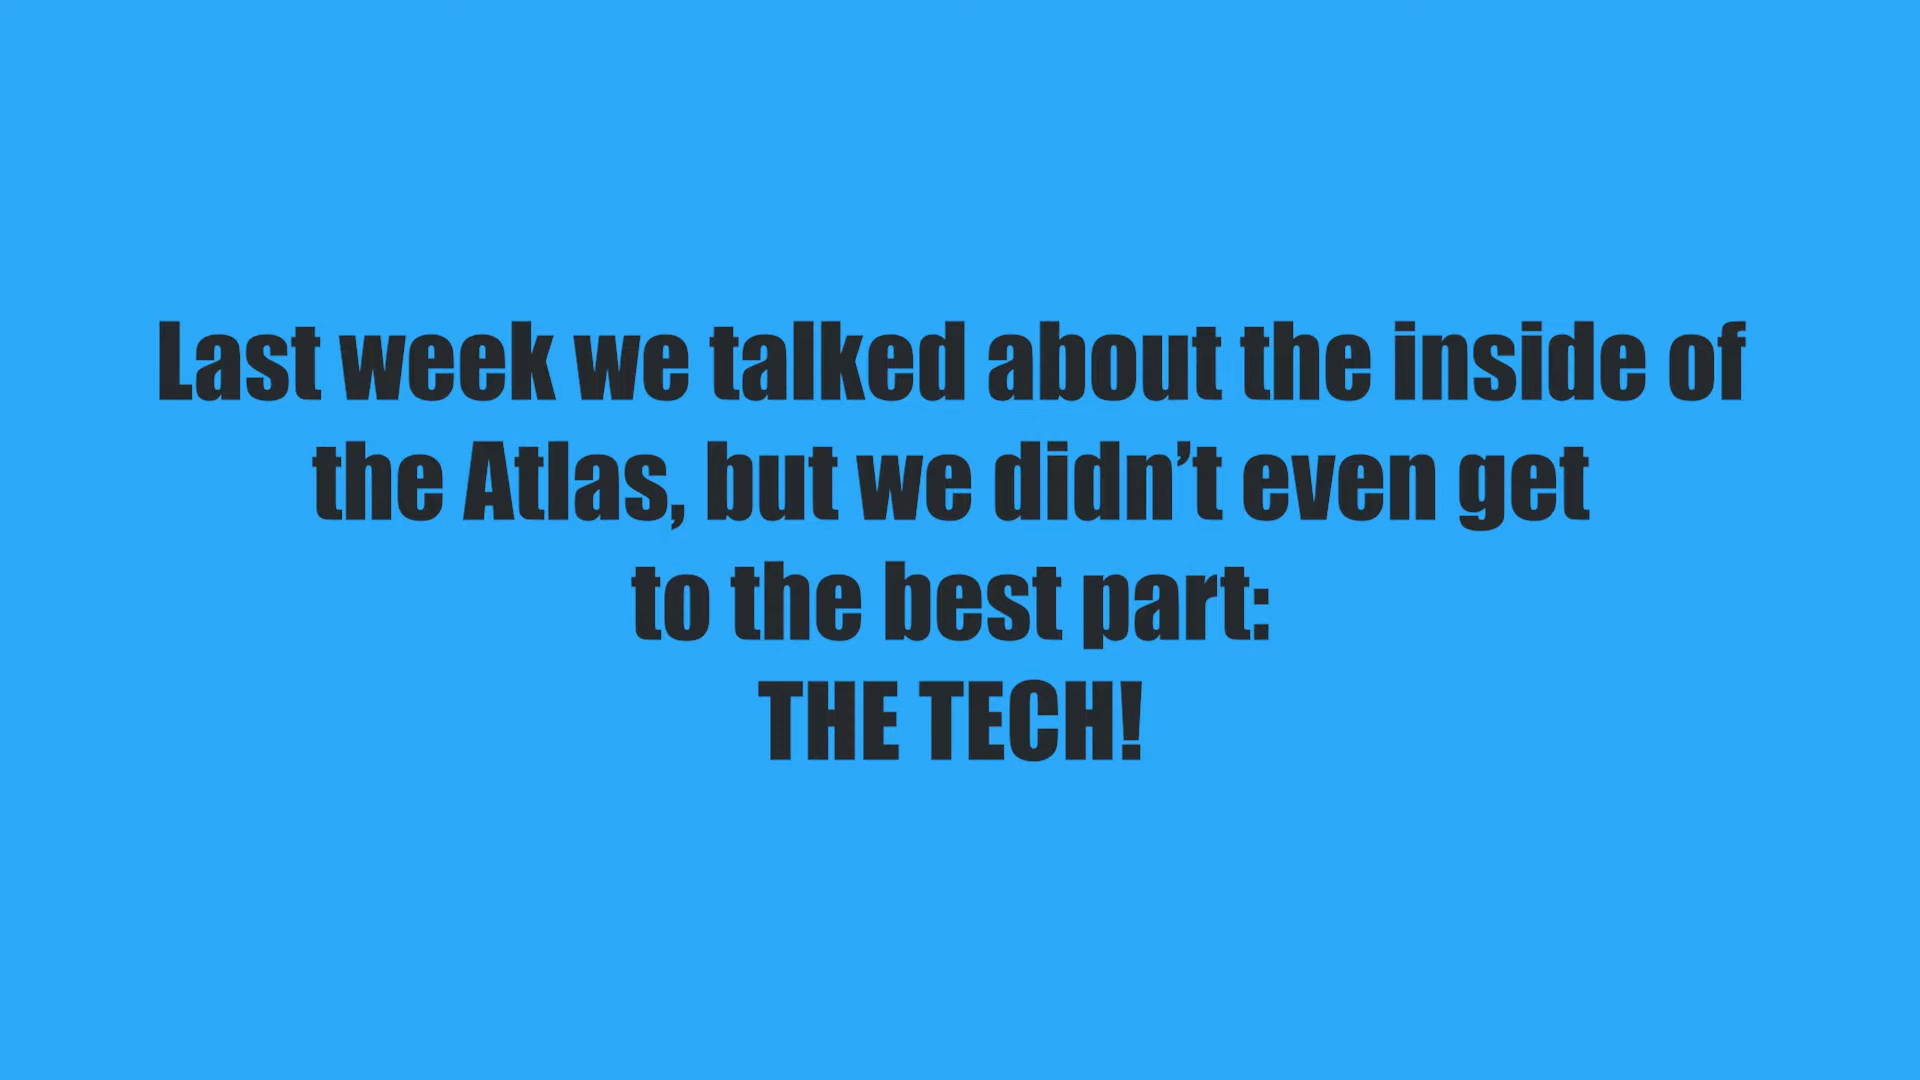 Last week we talked about the inside of
the Atlas, but we didn’t even get
to the best part:
THE TECH!